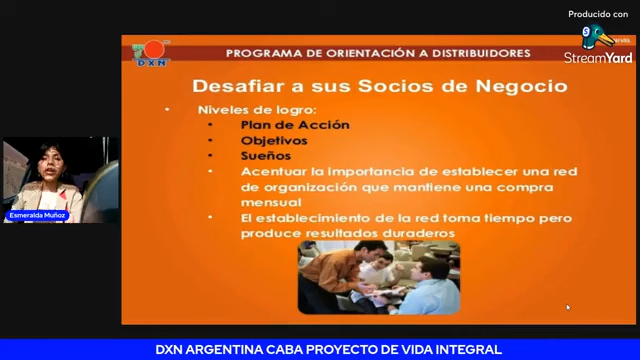 Producido con
StreamYard
DXN
PROGRAMA DE ORIENTACIÓN A DISTRIBUIDORES
Desafiar a sus Socios de Negocio
• Niveles de logro:
• Plan de Acción
• Objetivos
• Sueños
• Acentuar la importancia de establecer una red
de organización que mantiene una compra
mensual
• El establecimiento de la red toma tiempo pero
produce resultados duraderos
Esmeralda Muñoz
DXN ARGENTINA CABA PROYECTO DE VIDA INTEGRAL